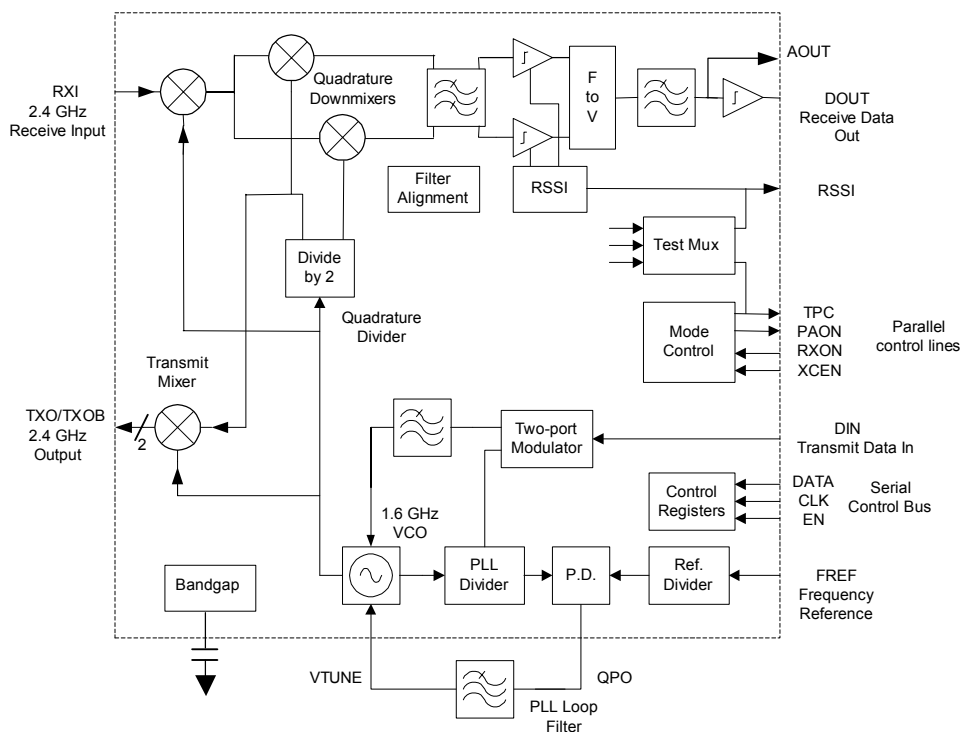 RXI
2.4 GHz
Receive Input
Quadrature
Downmixers
F
to
V
AOUT
DOUT
Receive Data
Out
Filter
Alignment
RSSI
RSSI
Test Mux
Divide
by 2
Quadrature
Divider
Mode
Control
TPC
PAON
RXON
XCEN
Parallel
control lines
Transmit
Mixer
TXO/TXOB
2.4 GHz
Output
2
Two-port
Modulator
DIN
Transmit Data In
Control
Registers
DATA
CLK
EN
Serial
Control Bus
1.6 GHz
VCO
PLL
Divider
P.D.
Ref.
Divider
FREF
Frequency
Reference
Bandgap
VTUNE
QPO
PLL Loop
Filter